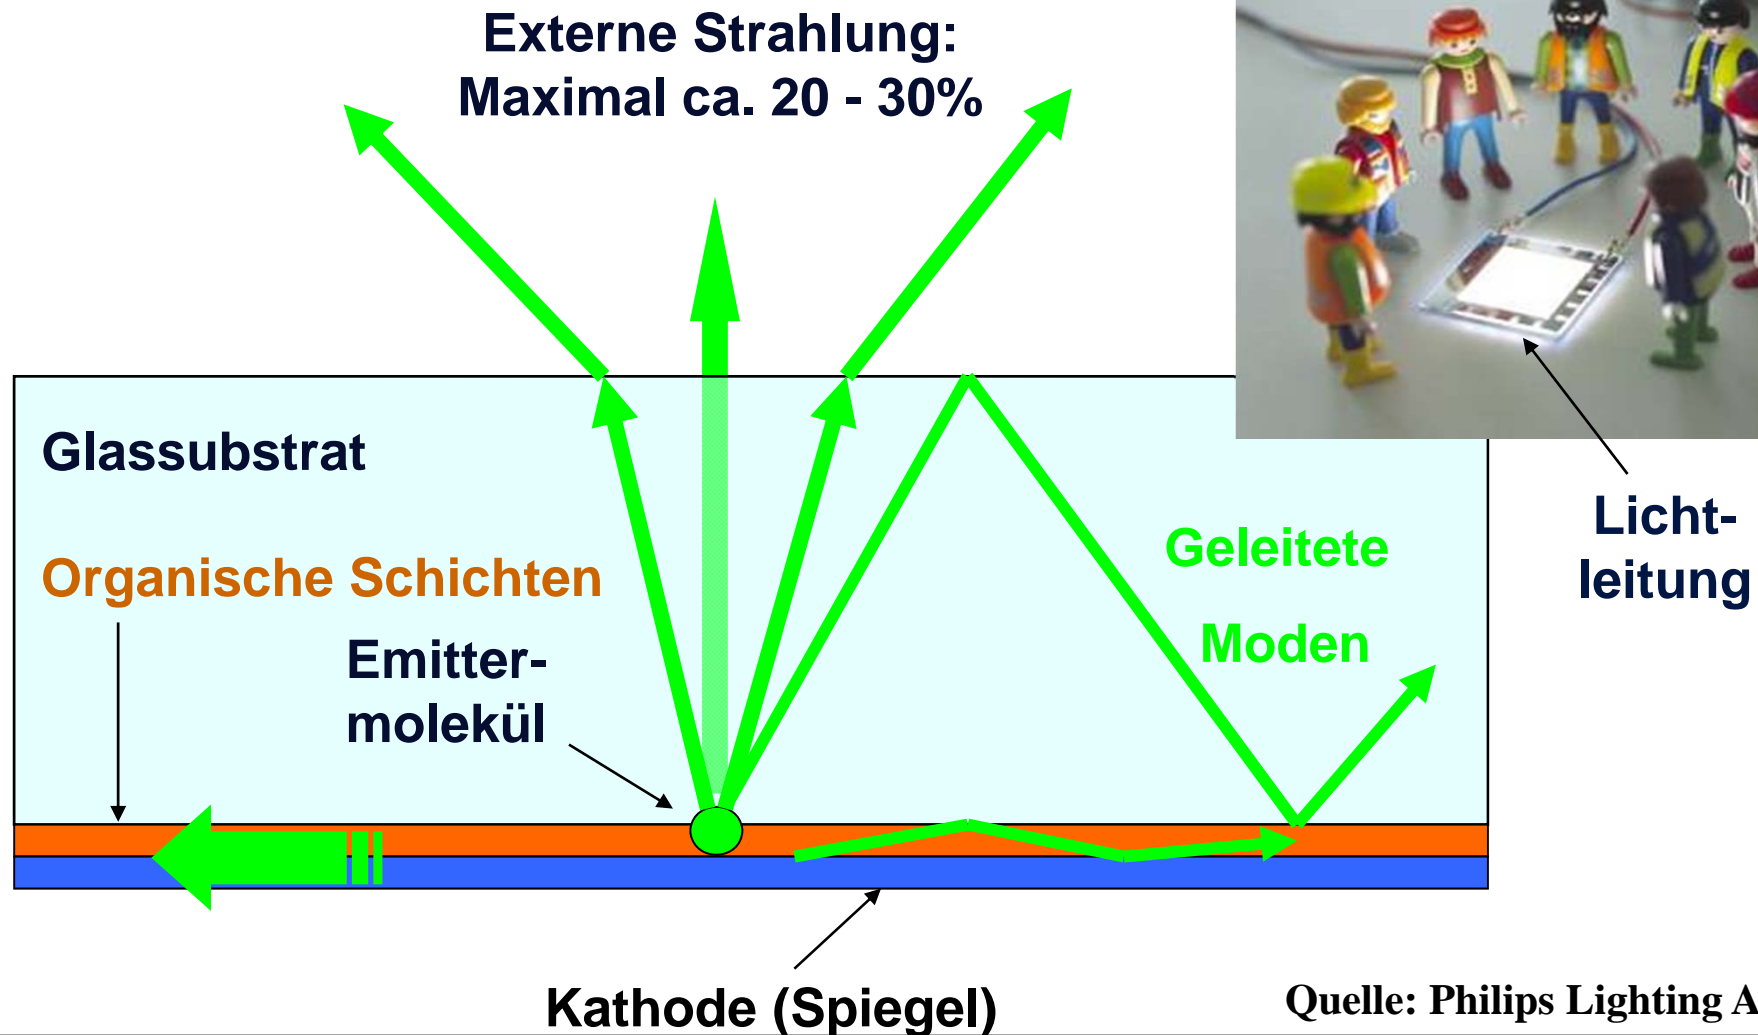 Externe Strahlung:
Maximal ca. 20 - 30%
Glassubstrat
Organische Schichten
Emitter-
molekül
Geleitete
Moden
Licht-
leitung
Kathode (Spiegel)
Quelle: Philips Lighting A